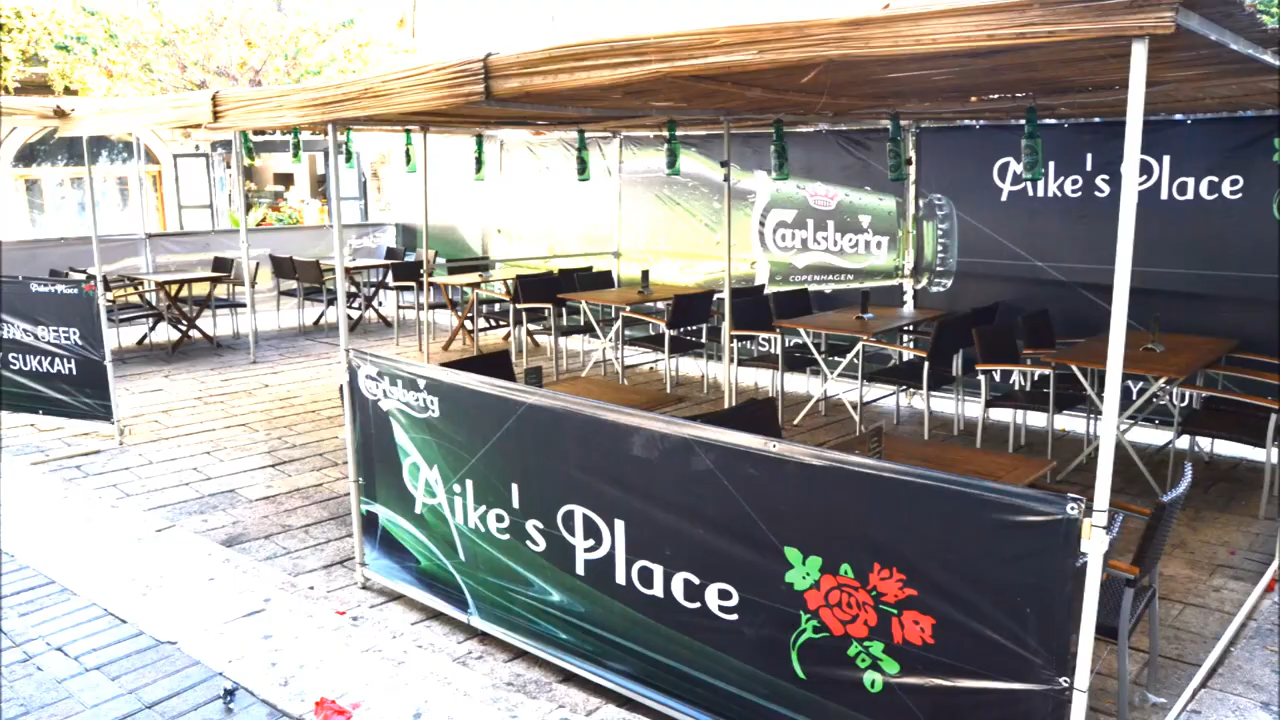 Mike's Place
Carlsberg
COPENHAGEN
Mike's Place
BEER
SUKKAH
Carlsberg
Mike's Place